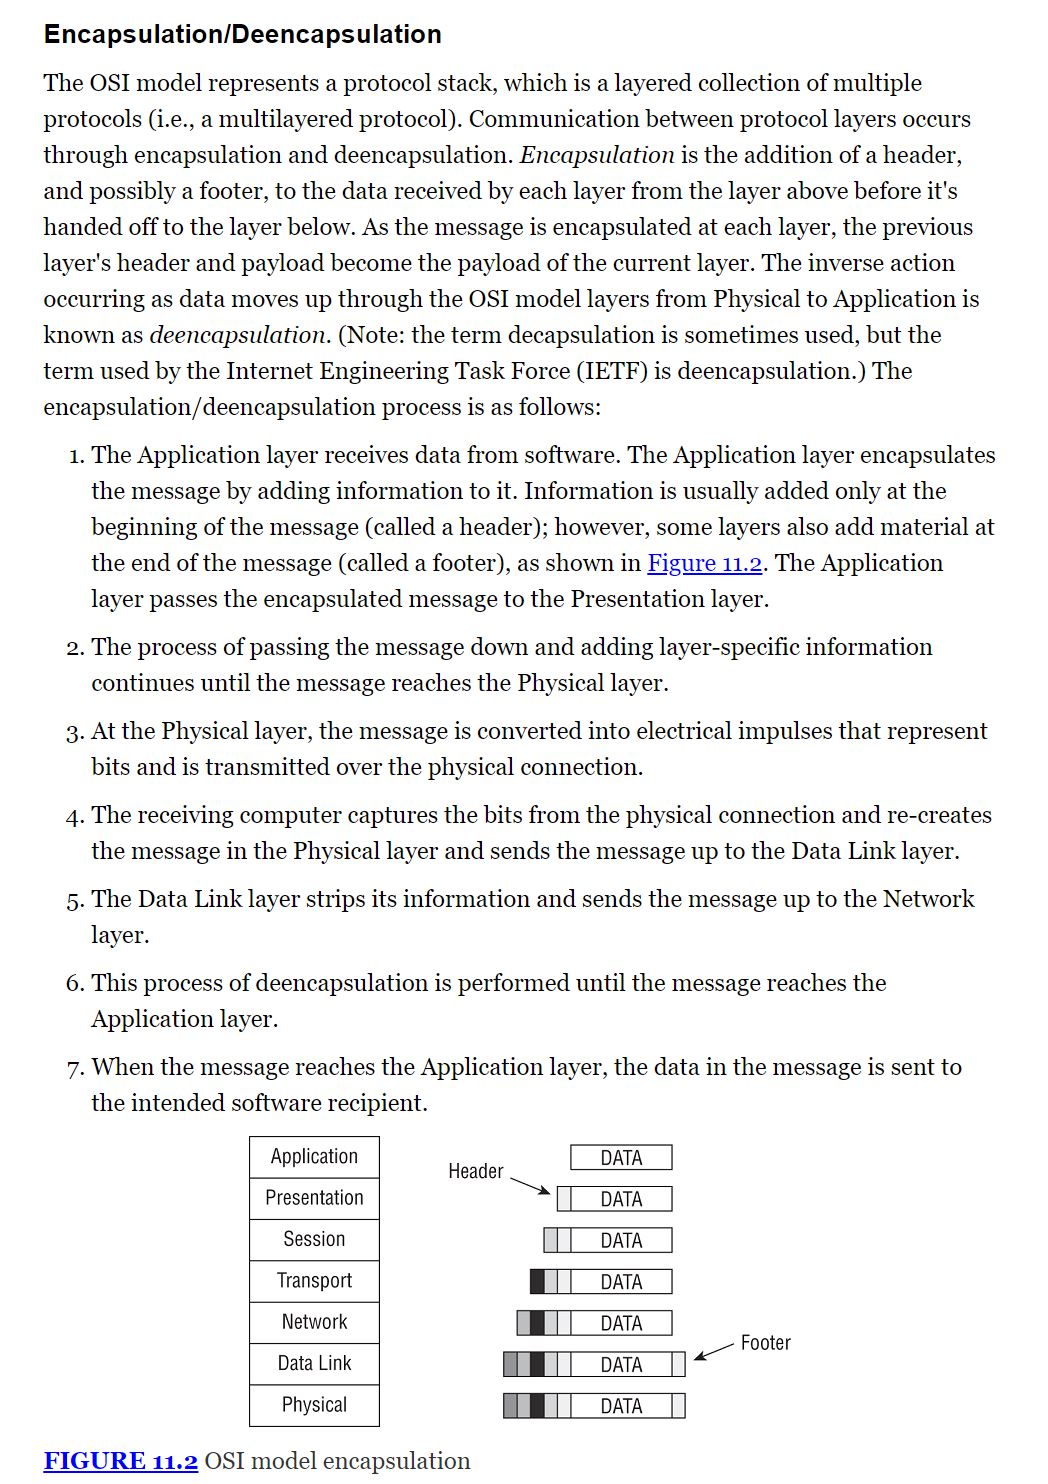 Encapsulation/Deencapsulation
The OSI model represents a protocol stack, which is a layered collection of multiple
protocols (i.e., a multilayered protocol). Communication between protocol layers occurs
through encapsulation and deencapsulation. Encapsulation is the addition of a header,
and possibly a footer, to the data received by each layer from the layer above before it's
handed off to the layer below. As the message is encapsulated at each layer, the previous
layer's header and payload become the payload of the current layer. The inverse action
occurring as data moves up through the OSI model layers from Physical to Application is
known as deencapsulation. (Note: the term decapsulation is sometimes used, but the
term used by the Internet Engineering Task Force (IETF) is deencapsulation.) The
encapsulation/deencapsulation process is as follows:
1. The Application layer receives data from software. The Application layer encapsulates
the message by adding information to it. Information is usually added only at the
beginning of the message (called a header); however, some layers also add material at
the end of the message (called a footer), as shown in Figure 11.2. The Application
layer passes the encapsulated message to the Presentation layer.
2. The process of passing the message down and adding layer-specific information
continues until the message reaches the Physical layer.
3. At the Physical layer, the message is converted into electrical impulses that represent
bits and is transmitted over the physical connection.
4. The receiving computer captures the bits from the physical connection and re-creates
the message in the Physical layer and sends the message up to the Data Link layer.
5. The Data Link layer strips its information and sends the message up to the Network
layer.
6. This process of deencapsulation is performed until the message reaches the
Application layer.
7. When the message reaches the Application layer, the data in the message is sent to
the intended software recipient.
Application
Presentation
Session
Transport
Network
Data Link
Physical
Header
DATA
DATA
DATA
DATA
DATA
DATA
DATA
Footer
FIGURE 11.2 OSI model encapsulation